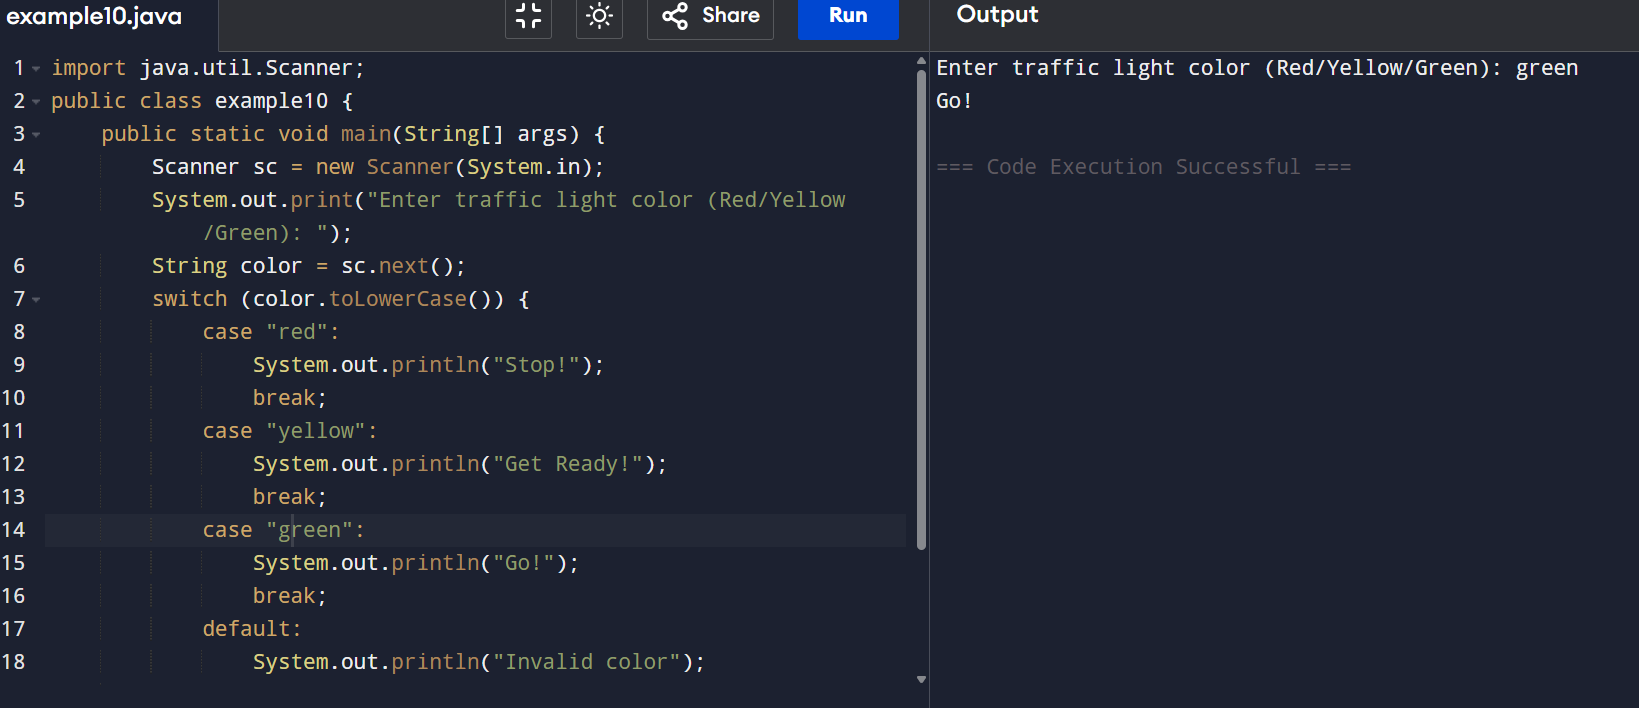 example10.java
Share
Run
Output
1 import java.util.Scanner;
2 public class example10 {
3 public static void main(String[] args) {
4 Scanner sc = new Scanner(System.in);
5 System.out.print("Enter traffic light color (Red/Yellow
/Green): ");
6 String color = sc.next();
7 switch (color.toLowerCase()) {
8 case "red":
9 System.out.println("Stop!");
10 break;
11 case "yellow":
12 System.out.println("Get Ready!");
13 break;
14 case "green":
15 System.out.println("Go!");
16 break;
17 default:
18 System.out.println("Invalid color");
Enter traffic light color (Red/Yellow/Green): green
Go!
=== Code Execution Successful ===